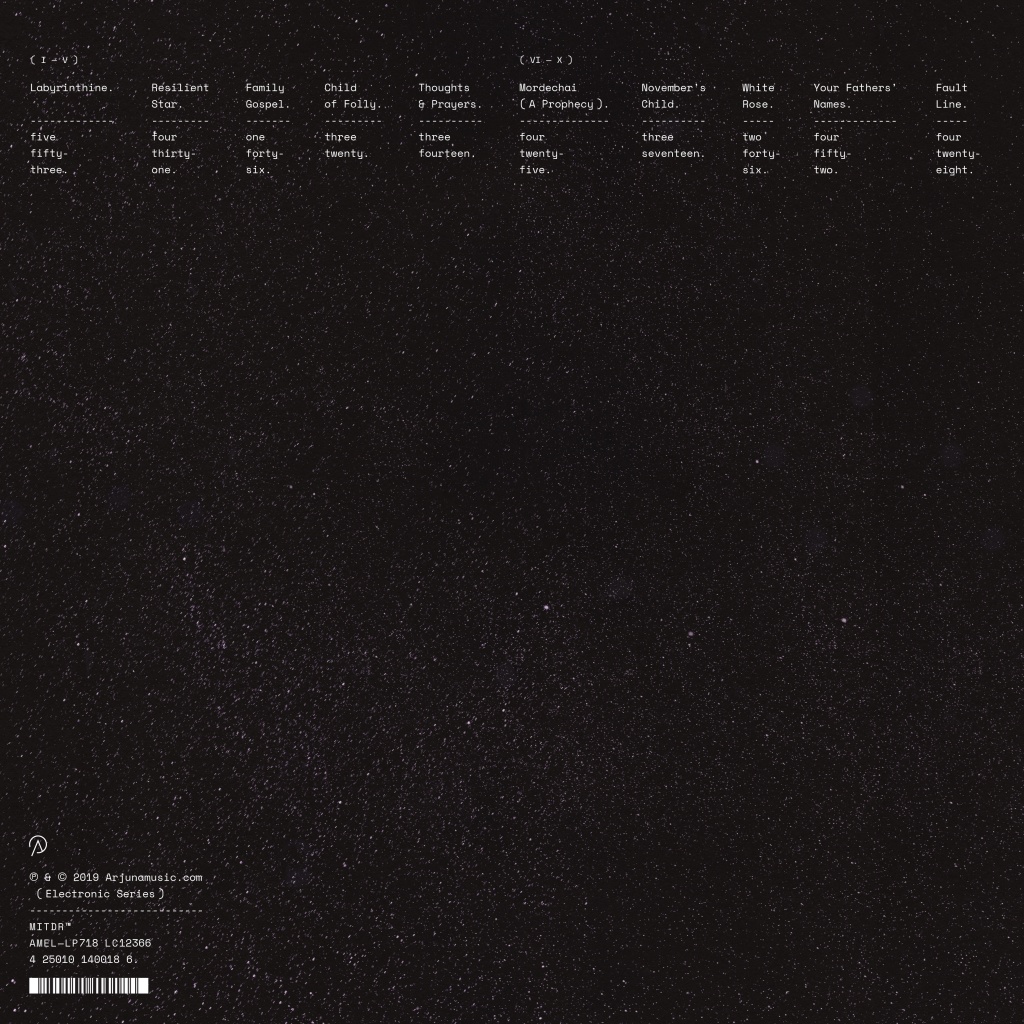 ( I — V )
Labyrinthine.
five
fifty-
three.
Resilient
Star.
four
thirty-
one.
Family
Gospel.
one
forty-
six.
Child
of Folly.
three
twenty.
Thoughts
& Prayers.
three
fourteen.
( VI — X )
Mordechai
( A Prophecy ).
four
twenty-
five.
November's
Child.
three
seventeen.
White
Rose.
two
forty-
six.
Your Fathers'
Names.
four
fifty-
two.
Fault
Line.
four
twenty-
eight.
℗ & © 2019 Arjunamusic.com
( Electronic Series )
MITDR™
AMEL—LP718 LC12366
4 25010 140018 6.